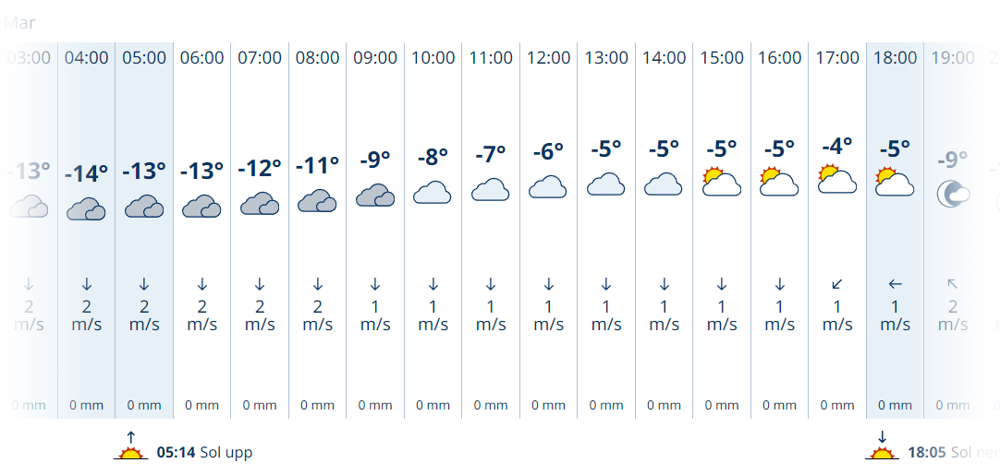 Mar
03:00 04:00 05:00 06:00 07:00 08:00 09:00 10:00 11:00 12:00 13:00 14:00 15:00 16:00 17:00 18:00 19:00
-13° -14° -13° -13° -12° -11° -9° -8° -7° -6° -5° -5° -5° -5° -4° -5° -9°
2 2 2 2 2 2 1 1 1 1 1 1 1 1 1 1 2
m/s m/s m/s m/s m/s m/s m/s m/s m/s m/s m/s m/s m/s m/s m/s m/s m/s
0 mm 0 mm 0 mm 0 mm 0 mm 0 mm 0 mm 0 mm 0 mm 0 mm 0 mm 0 mm 0 mm 0 mm 0 mm 0 mm 0 mm
05:14 Sol upp 18:05 Sol ner